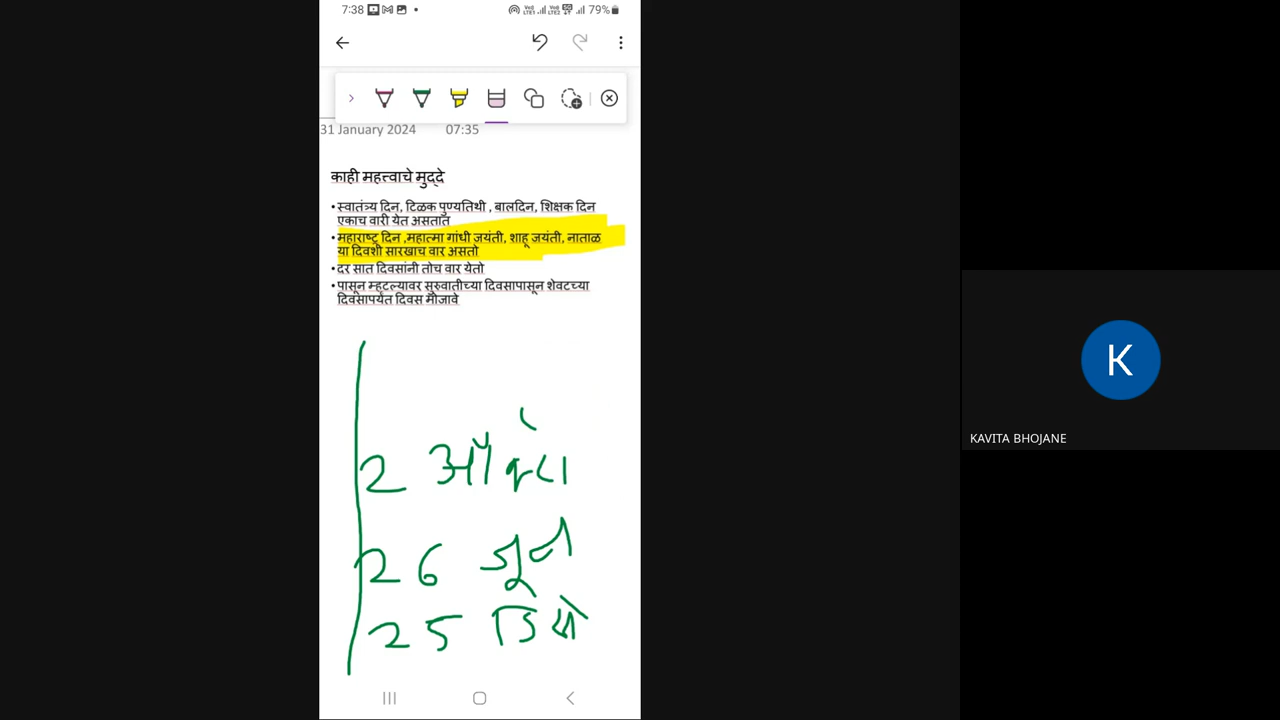 7:38 79%
31 January 2024 07:35
काही महत्त्वाचे मुद्दे
• स्वातंत्र्य दिन, टिळक पुण्यतिथी , बालदिन, शिक्षक दिन
एकाच वारी येत असतात
• महाराष्ट्र दिन ,महात्मा गांधी जयंती, शाहू जयंती, नाताळ
या दिवशी सारखाच वार असतो
• दर सात दिवसांनी तोच वार येतो
• पासून म्हटल्यावर सुरुवातीच्या दिवसापासून शेवटच्या
दिवसापर्यंत दिवस मोजावे
2
26 जून
25 डिसे
K
KAVITA BHOJANE